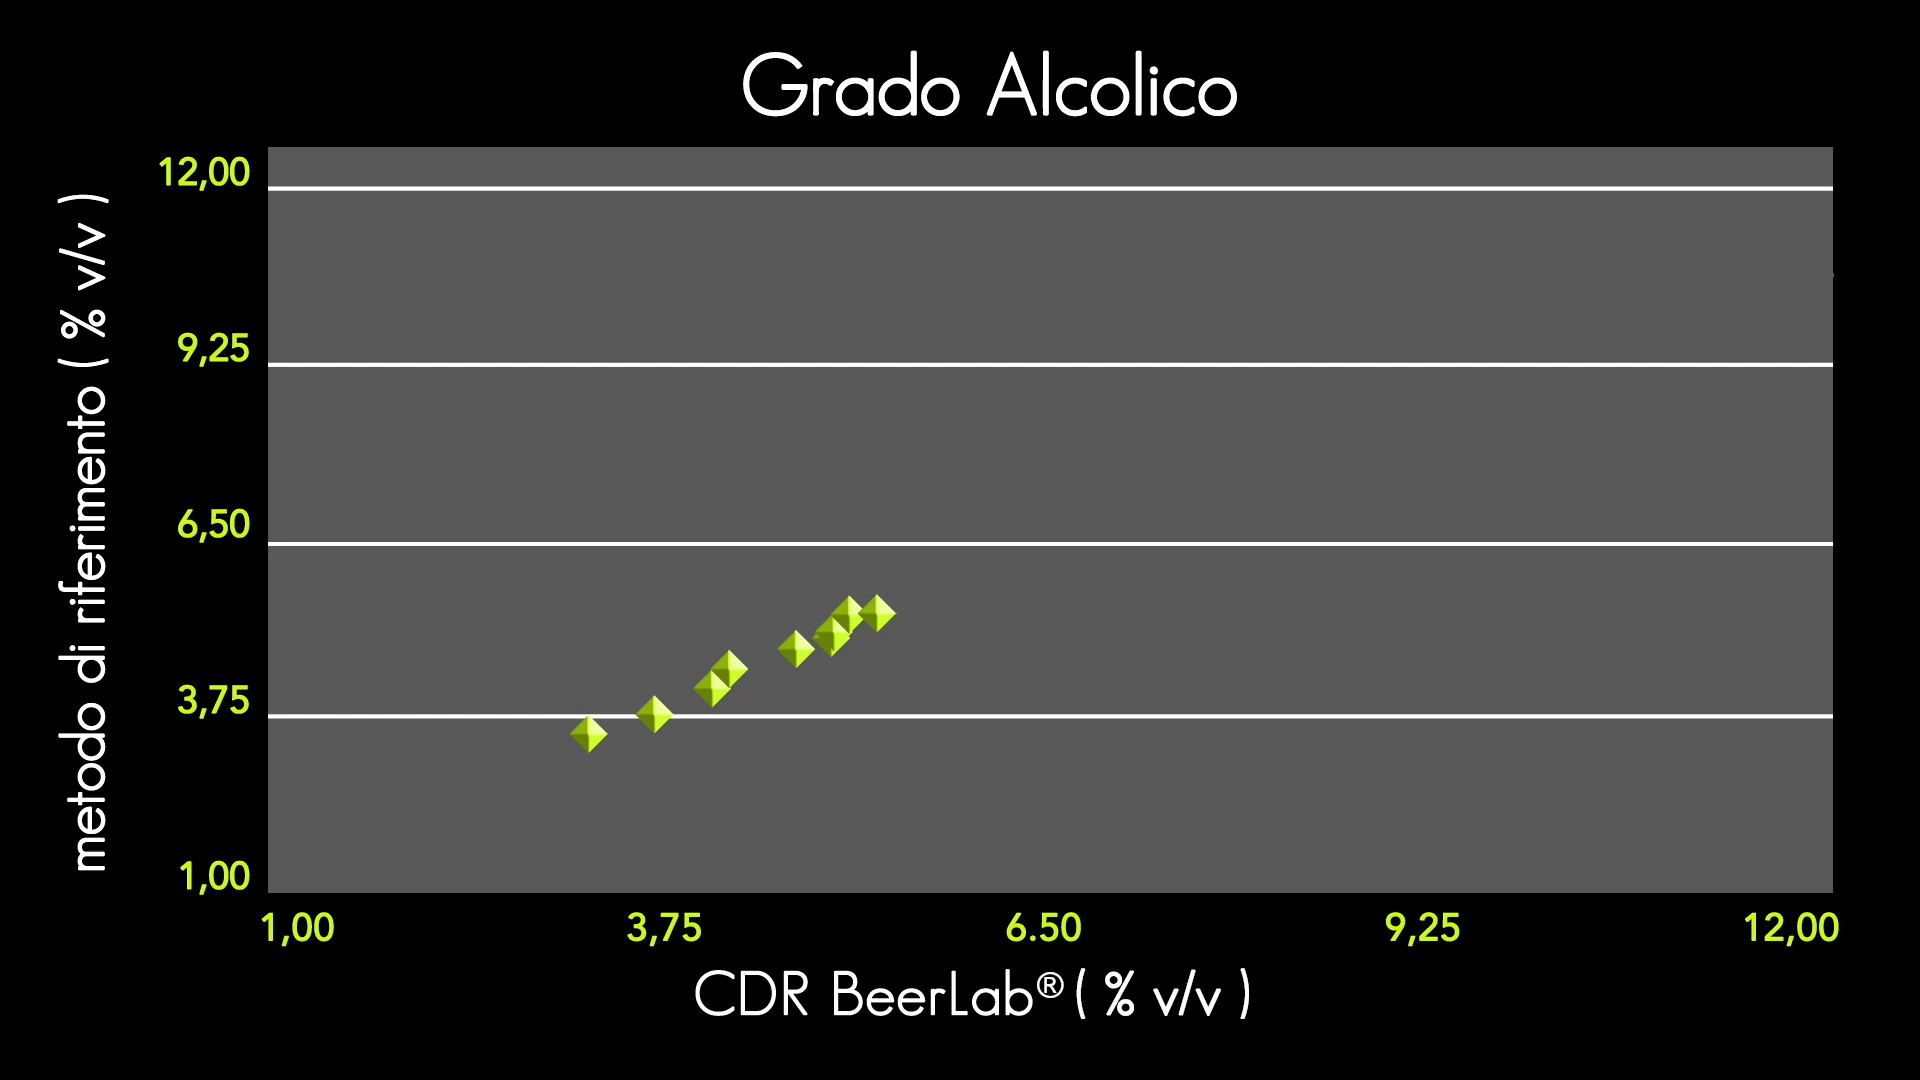 Grado Alcolico
metodo di riferimento ( % v/v )
12,00
9,25
6,50
3,75
1,00
1,00 3,75 6.50 9,25 12,00
CDR BeerLab® ( % v/v )